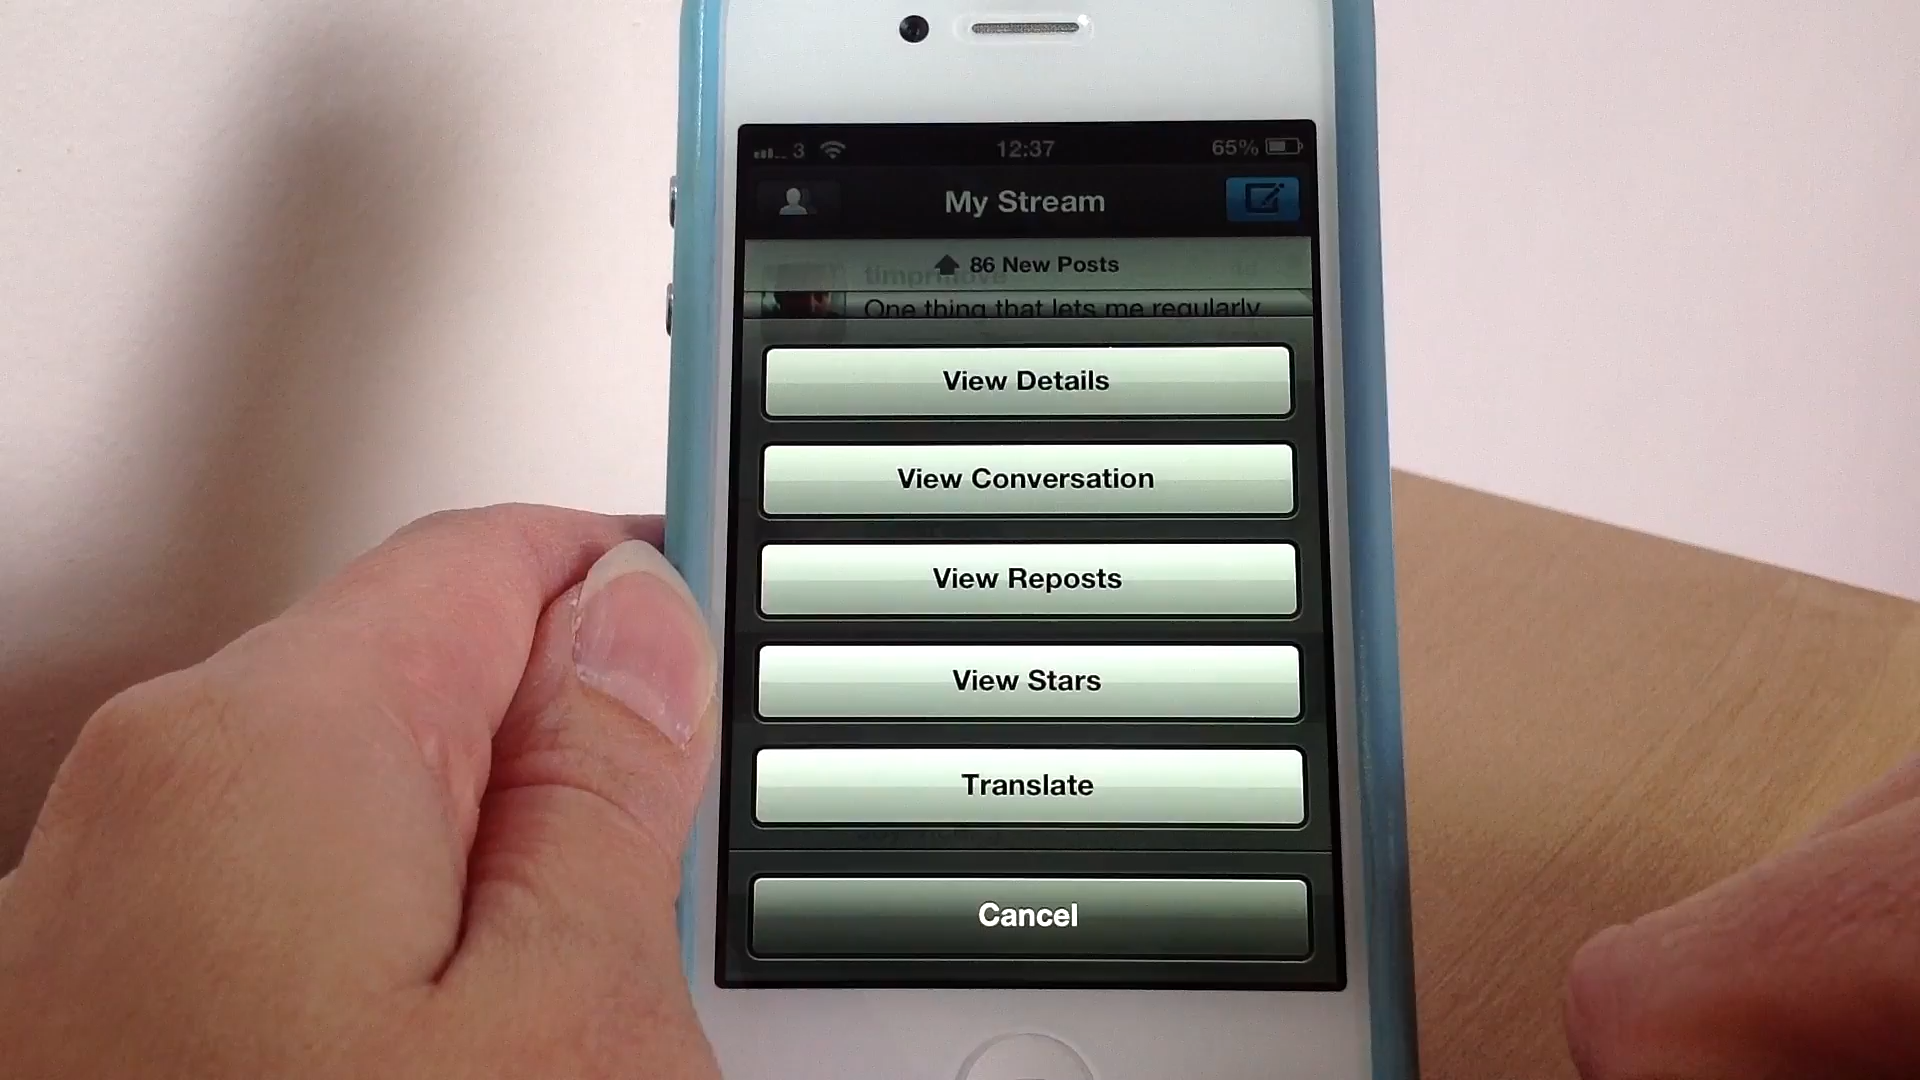 3 12:37 65%
My Stream
86 New Posts
One thing that lets me regularly
View Details
View Conversation
View Reposts
View Stars
Translate
Cancel